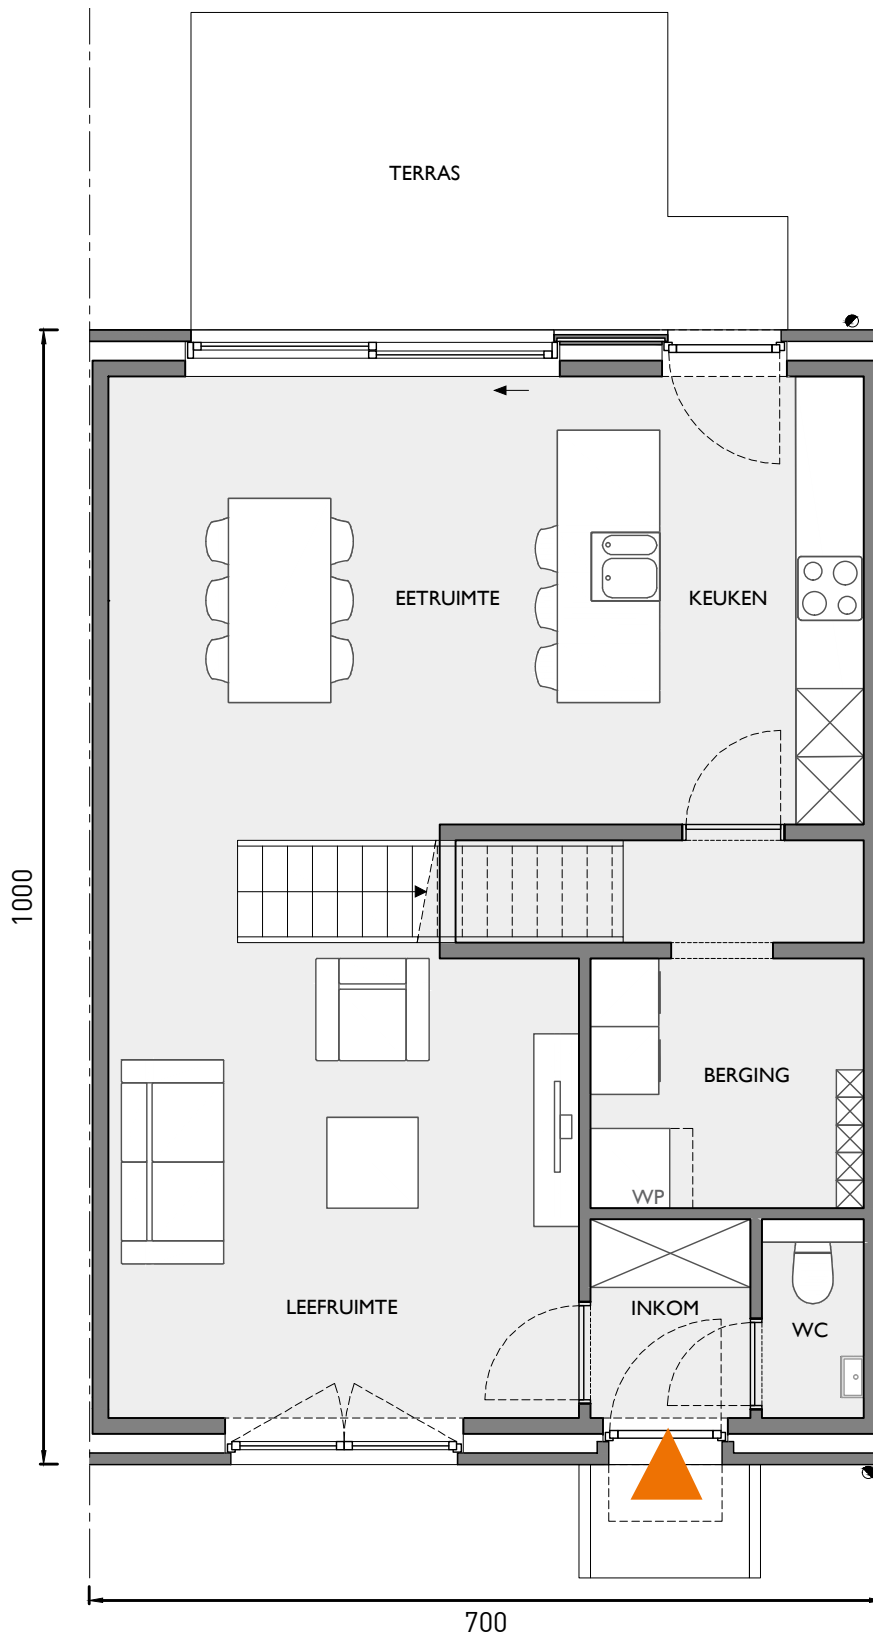 TERRAS
EETRUIMTE
KEUKEN
1000
BERGING
WP
LEEFRUIMTE
INKOM
WC
700